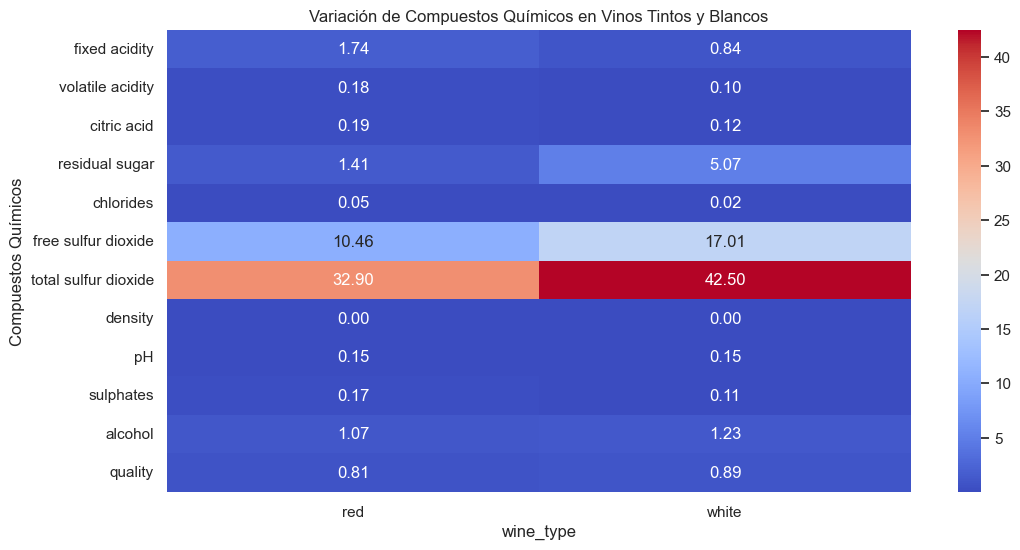 Variación de Compuestos Químicos en Vinos Tintos y Blancos
Compuestos Químicos
fixed acidity 1.74 0.84
volatile acidity 0.18 0.10
citric acid 0.19 0.12
residual sugar 1.41 5.07
chlorides 0.05 0.02
free sulfur dioxide 10.46 17.01
total sulfur dioxide 32.90 42.50
density 0.00 0.00
pH 0.15 0.15
sulphates 0.17 0.11
alcohol 1.07 1.23
quality 0.81 0.89
red white
wine_type
40
35
30
25
20
15
10
5